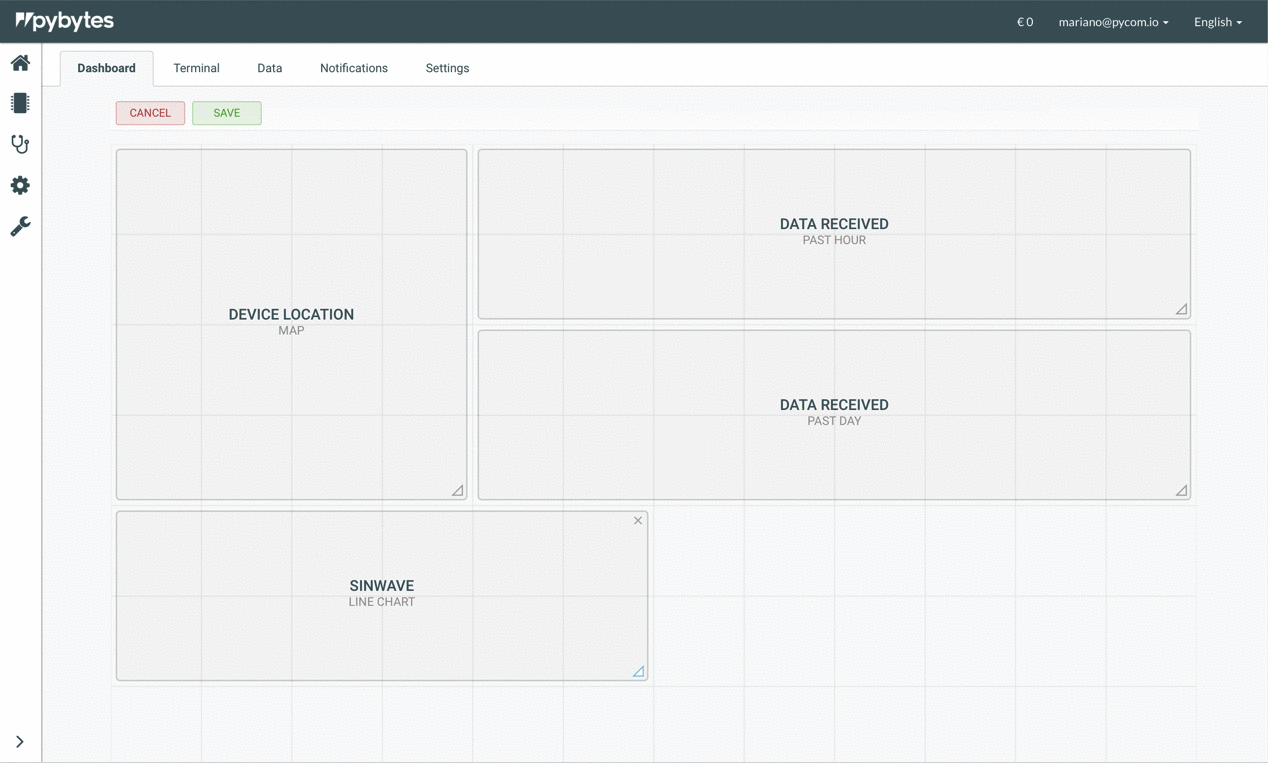 pybytes
€ 0
mariano@pycom.io
English
Dashboard
Terminal
Data
Notifications
Settings
CANCEL
SAVE
DEVICE LOCATION
MAP
DATA RECEIVED
PAST HOUR
DATA RECEIVED
PAST DAY
SINWAVE
LINE CHART